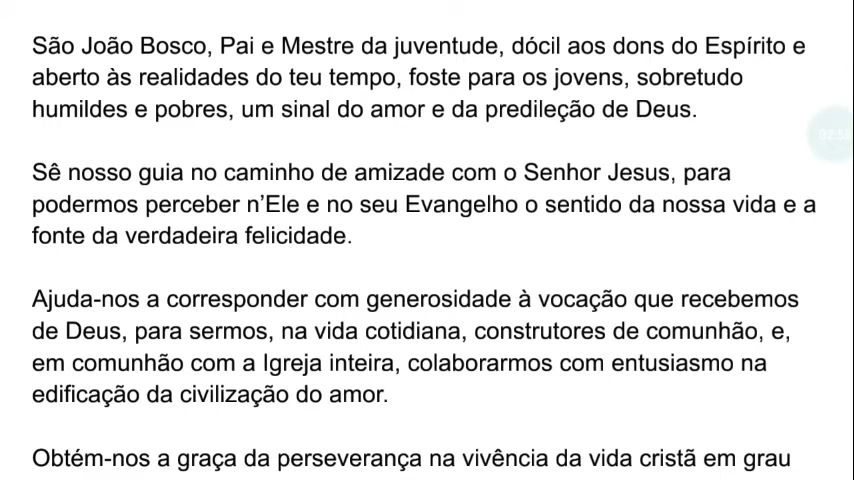 São João Bosco, Pai e Mestre da juventude, dócil aos dons do Espírito e
aberto às realidades do teu tempo, foste para os jovens, sobretudo
humildes e pobres, um sinal do amor e da predileção de Deus.
Sê nosso guia no caminho de amizade com o Senhor Jesus, para
podermos perceber n’Ele e no seu Evangelho o sentido da nossa vida e a
fonte da verdadeira felicidade.
Ajuda-nos a corresponder com generosidade à vocação que recebemos
de Deus, para sermos, na vida cotidiana, construtores de comunhão, e,
em comunhão com a Igreja inteira, colaborarmos com entusiasmo na
edificação da civilização do amor.
Obtém-nos a graça da perseverança na vivência da vida cristã em grau